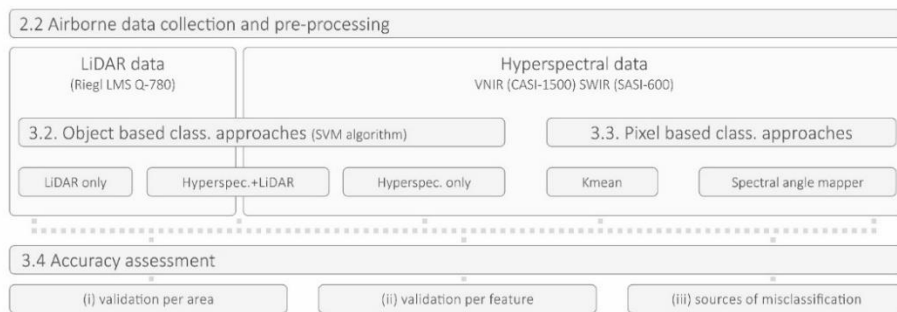 2.2 Airborne data collection and pre-processing
LiDAR data
(Riegl LMS Q-780)
Hyperspectral data
VNIR (CASI-1500) SWIR (SASI-600)
3.2. Object based class. approaches (SVM algorithm)
3.3. Pixel based class. approaches
LiDAR only
Hyperspec.+LiDAR
Hyperspec. only
Kmean
Spectral angle mapper
3.4 Accuracy assessment
(i) validation per area
(ii) validation per feature
(iii) sources of misclassification